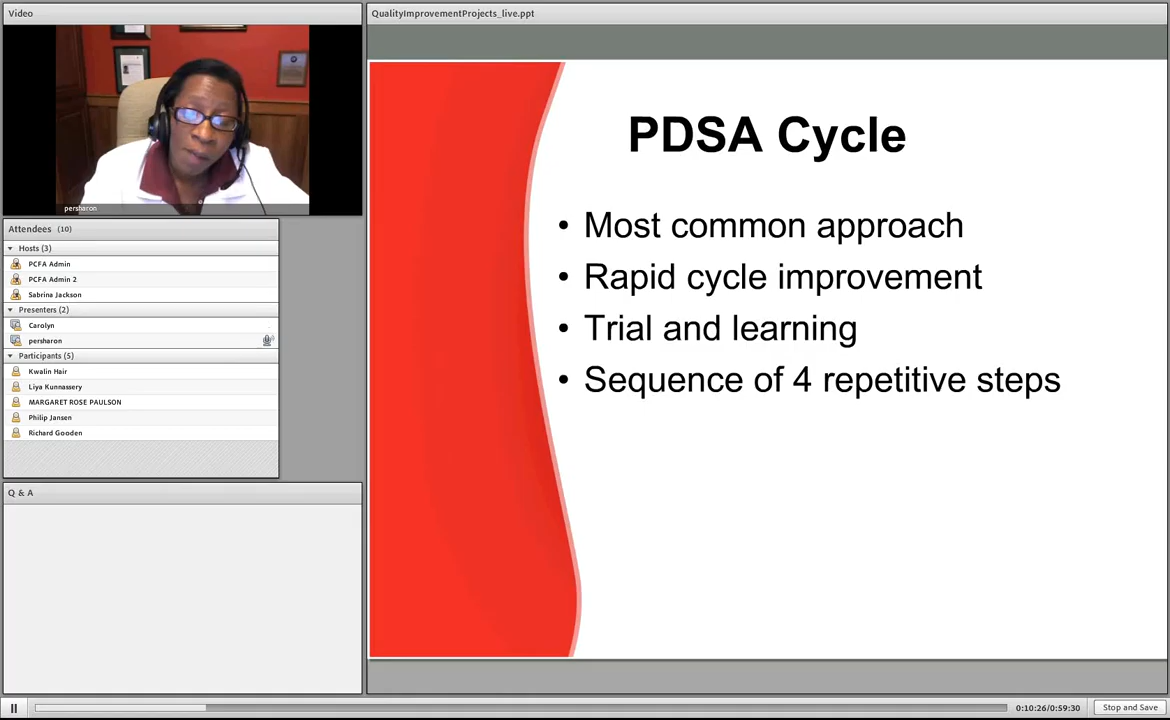 Video
QualityImprovementProjects_live.ppt
persharon
Attendees (10)
Hosts (3)
PCFA Admin
PCFA Admin 2
Sabrina Jackson
Presenters (2)
Carolyn
persharon
Participants (5)
Kwalin Hair
Liya Kunnassery
MARGARET ROSE PAULSON
Philip Jansen
Richard Gooden
Q & A
PDSA Cycle
• Most common approach
• Rapid cycle improvement
• Trial and learning
• Sequence of 4 repetitive steps
0:10:26/0:59:30
Stop and Save